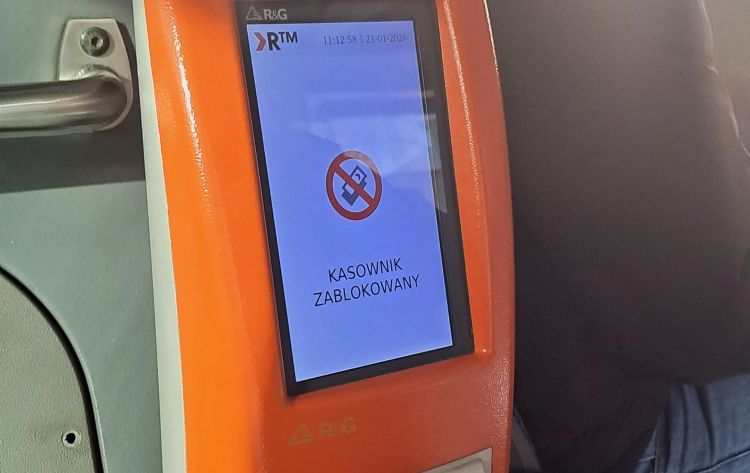 R&G
RTM 11:12:58 | 21-01-2026
KASOWNIK
ZABLOKOWANY
R&G